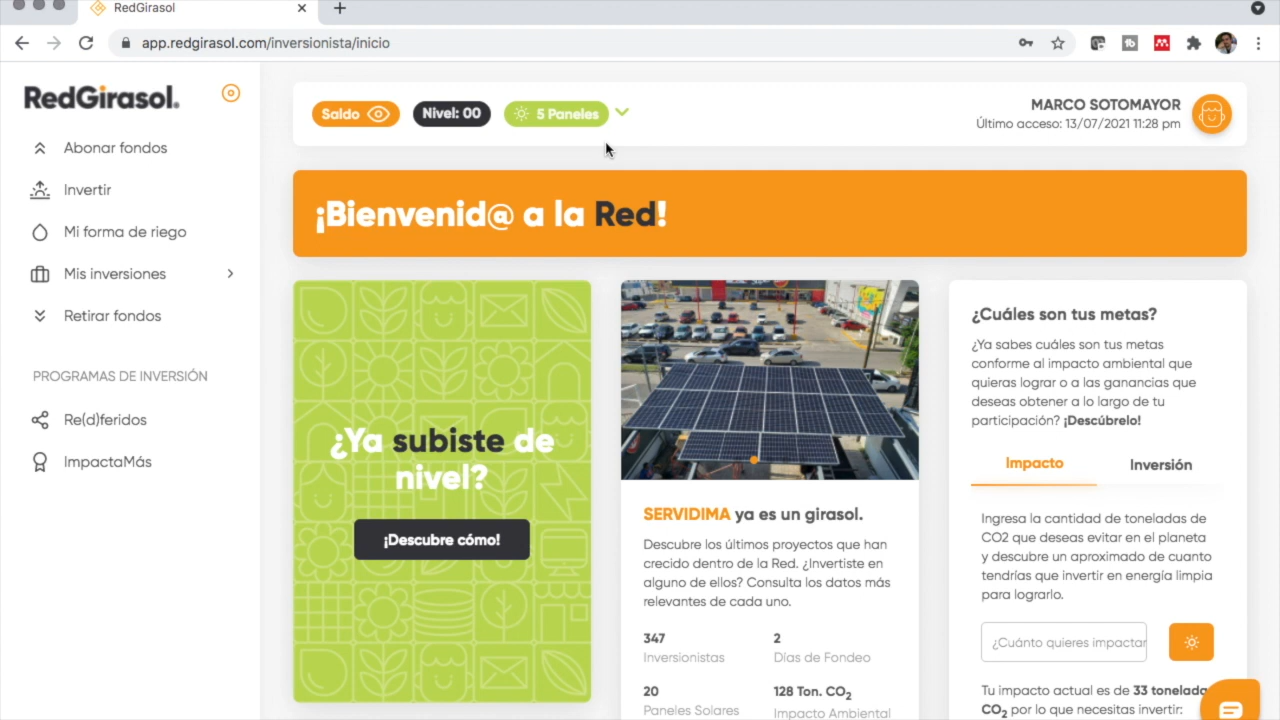 RedGirasol
app.redgirasol.com/inversionista/inicio
RedGirasol.
Abonar fondos
Invertir
Mi forma de riego
Mis inversiones
Retirar fondos
PROGRAMAS DE INVERSIÓN
Re(d)feridos
ImpactaMás
Saldo
Nivel: 00
5 Paneles
MARCO SOTOMAYOR
Último acceso: 13/07/2021 11:28 pm
¡Bienvenid@ a la Red!
¿Ya subiste de
nivel?
¡Descubre cómo!
SERVIDIMA ya es un girasol.
Descubre los últimos proyectos que han
crecido dentro de la Red. ¿Invertiste en
alguno de ellos? Consulta los datos más
relevantes de cada uno.
347
Inversionistas
2
Días de Fondeo
20
Paneles Solares
128 Ton. CO2
Impacto Ambiental
¿Cuáles son tus metas?
¿Ya sabes cuáles son tus metas
conforme al impacto ambiental que
quieras lograr o a las ganancias que
deseas obtener a lo largo de tu
participación? ¡Descúbrelo!
Impacto
Inversión
Ingresa la cantidad de toneladas de
CO2 que deseas evitar en el planeta
y descubre un aproximado de cuanto
tendrías que invertir en energía limpia
para lograrlo.
¿Cuánto quieres impactar
Tu impacto actual es de 33 tonelada
CO2 por lo que necesitas invertir: